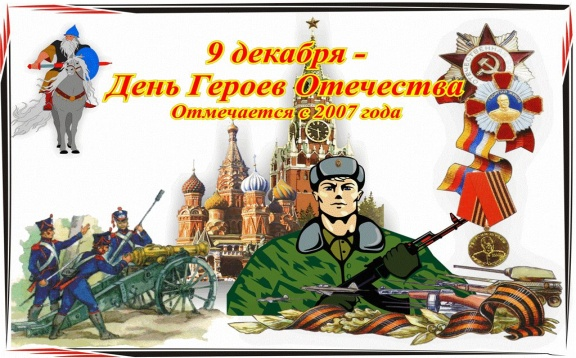 9 декабря -
День Героев Отечества
Отмечается с 2007 года